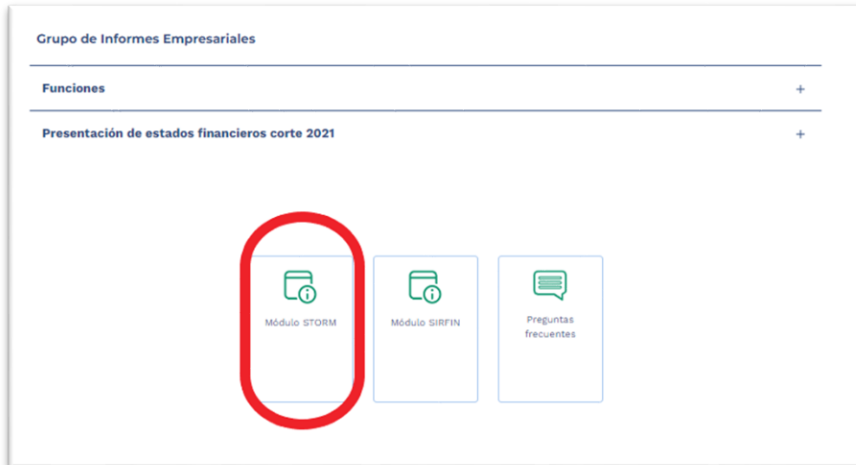 Grupo de Informes Empresariales
Funciones +
Presentación de estados financieros corte 2021 +
Módulo STORM
Módulo SIRFIN
Preguntas
frecuentes